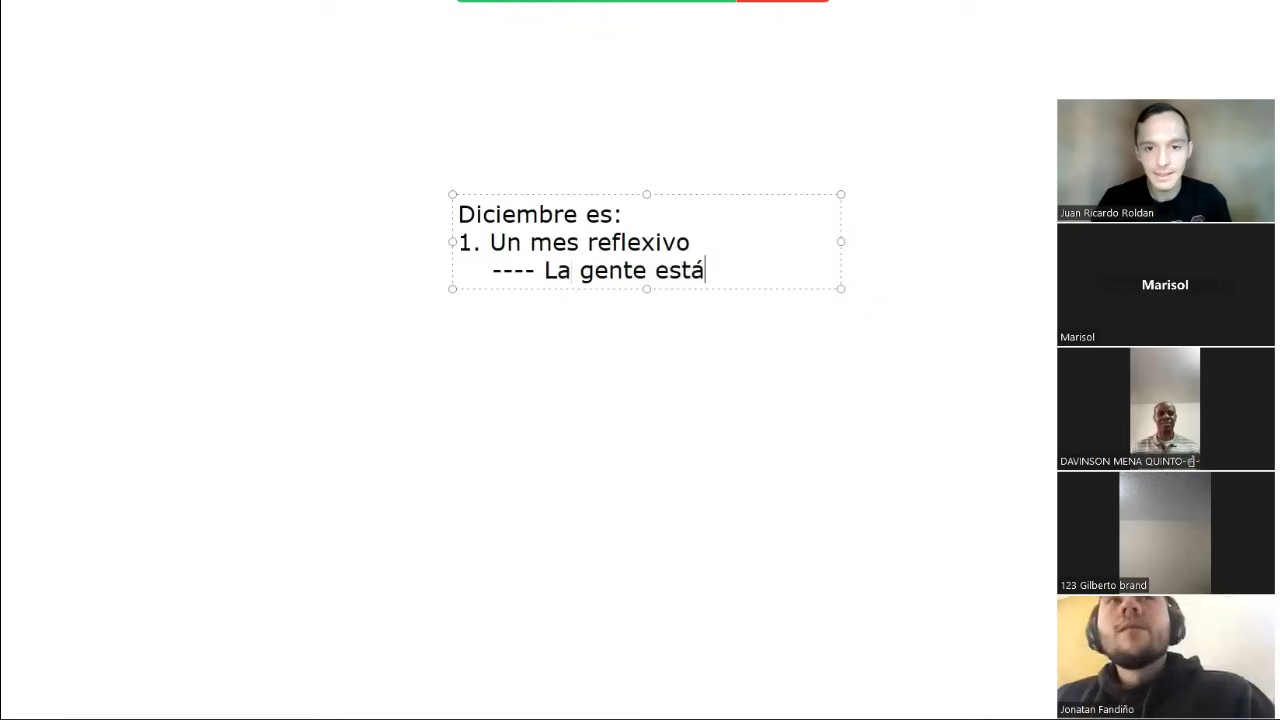 Diciembre es:
1. Un mes reflexivo
---- La gente está
Juan Ricardo Roldan
Marisol
Marisol
DAVINSON MENA QUINTO-
123 Gilberto brand
Jonatan Fandiño